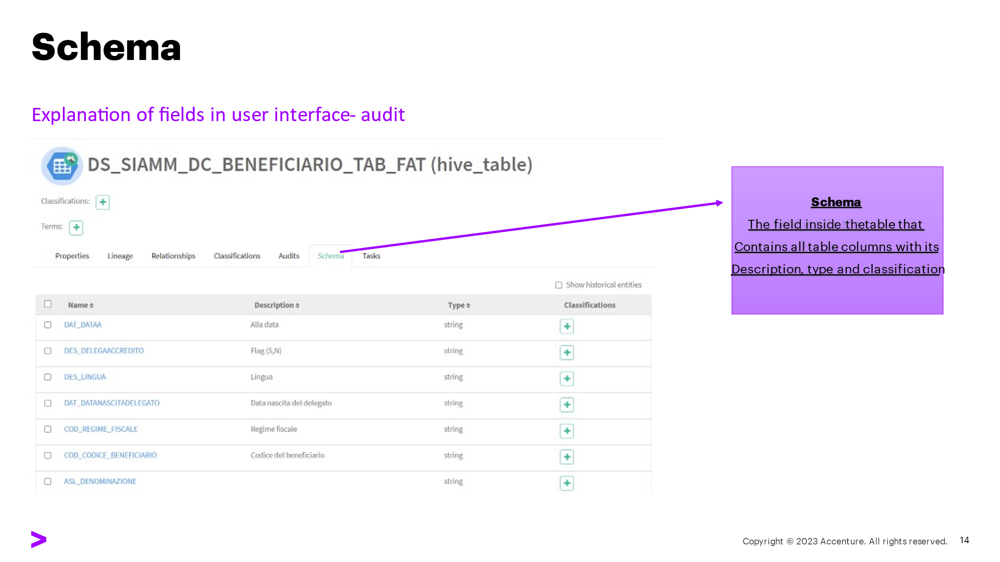 Schema
Explanation of fields in user interface- audit
DS_SIAMM_DC_BENEFICIARIO_TAB_FAT (hive_table)
Classifications:
Terms:
Properties Lineage Relationships Classifications Audits Schema Tasks
Show historical entities
Name Description Type Classifications
DAT_DATAA Alla data string
DES_DELEGAACCREDITO Flag (S,N) string
DES_LINGUA Lingua string
DAT_DATANASCITADELEGATO Data nascita del delegato string
COD_REGIME_FISCALE Regime fiscale string
COD_CODICE_BENEFICIARIO Codice del beneficiario string
ASL_DENOMINAZIONE string
Schema
The field inside thetable that
Contains all table columns with its
Description, type and classification
Copyright © 2023 Accenture. All rights reserved. 14